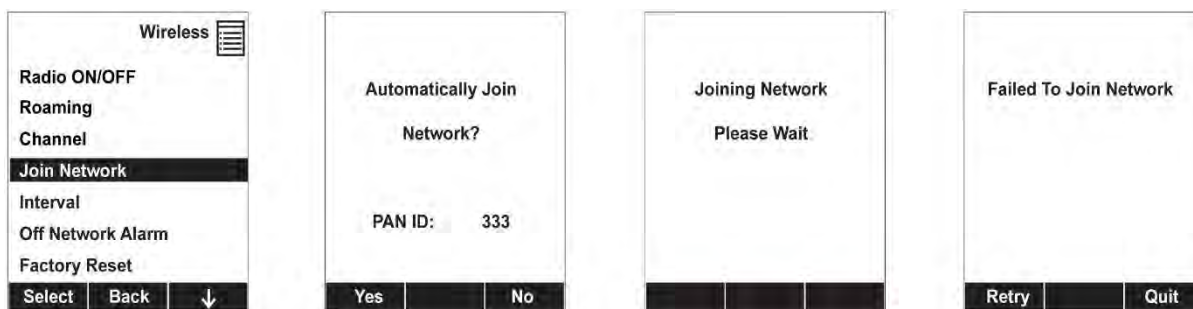 Wireless
Radio ON/OFF
Roaming
Channel
Join Network
Interval
Off Network Alarm
Factory Reset
Select Back ↓
Automatically Join
Network?
PAN ID: 333
Yes No
Joining Network
Please Wait
Failed To Join Network
Retry Quit